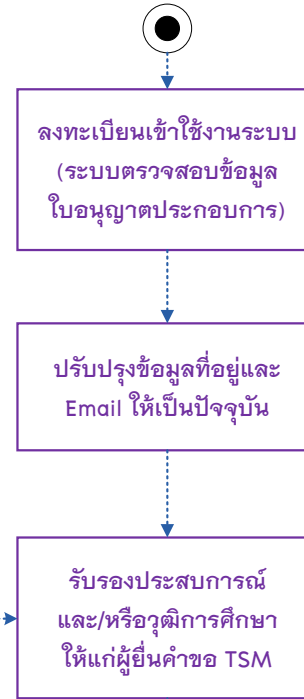 ลงทะเบียนเข้าใช้งานระบบ
(ระบบตรวจสอบข้อมูล
ใบอนุญาตประกอบการ)
ปรับปรุงข้อมูลที่อยู่และ
Email ให้เป็นปัจจุบัน
รับรองประสบการณ์
และ/หรือวุฒิการศึกษา
ให้แก่ผู้ยื่นคำขอ TSM